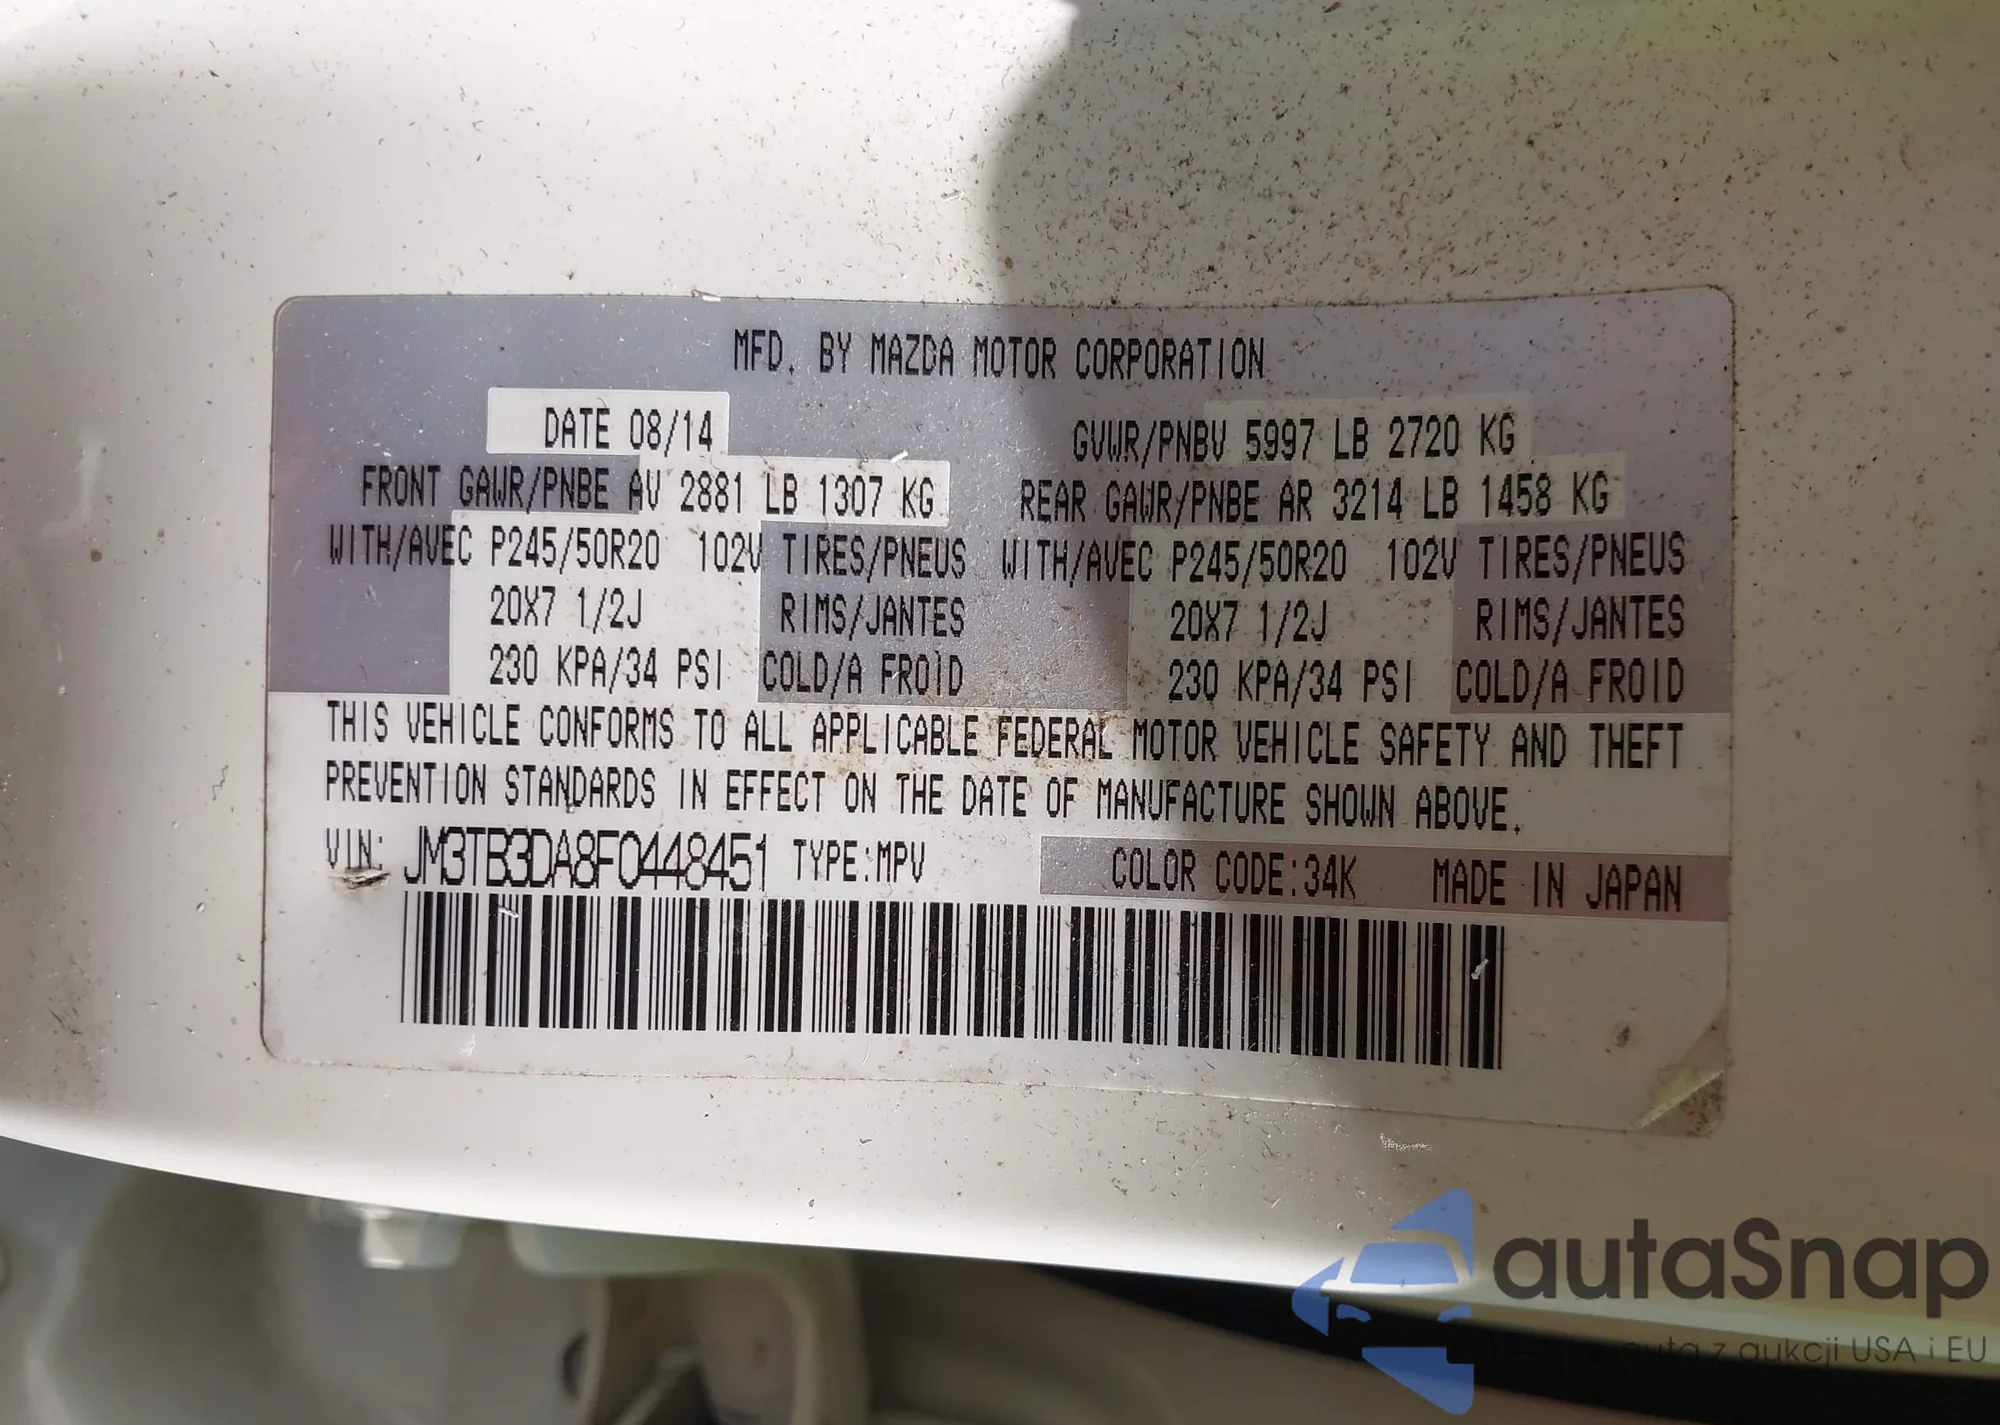 MFD. BY MAZDA MOTOR CORPORATION
DATE 08/14 GVWR/PNBV 5997 LB 2720 KG
FRONT GAWR/PNBE AV 2881 LB 1307 KG REAR GAWR/PNBE AR 3214 LB 1458 KG
WITH/AVEC P245/50R20 102V TIRES/PNEUS WITH/AVEC P245/50R20 102V TIRES/PNEUS
20X7 1/2J RIMS/JANTES 20X7 1/2J RIMS/JANTES
230 KPA/34 PSI COLD/A FROID 230 KPA/34 PSI COLD/A FROID
THIS VEHICLE CONFORMS TO ALL APPLICABLE FEDERAL MOTOR VEHICLE SAFETY AND THEFT
PREVENTION STANDARDS IN EFFECT ON THE DATE OF MANUFACTURE SHOWN ABOVE.
VIN: JM3TB3DA8F0448451 TYPE:MPV COLOR CODE:34K MADE IN JAPAN
autaSnap
auta z aukcji USA i EU